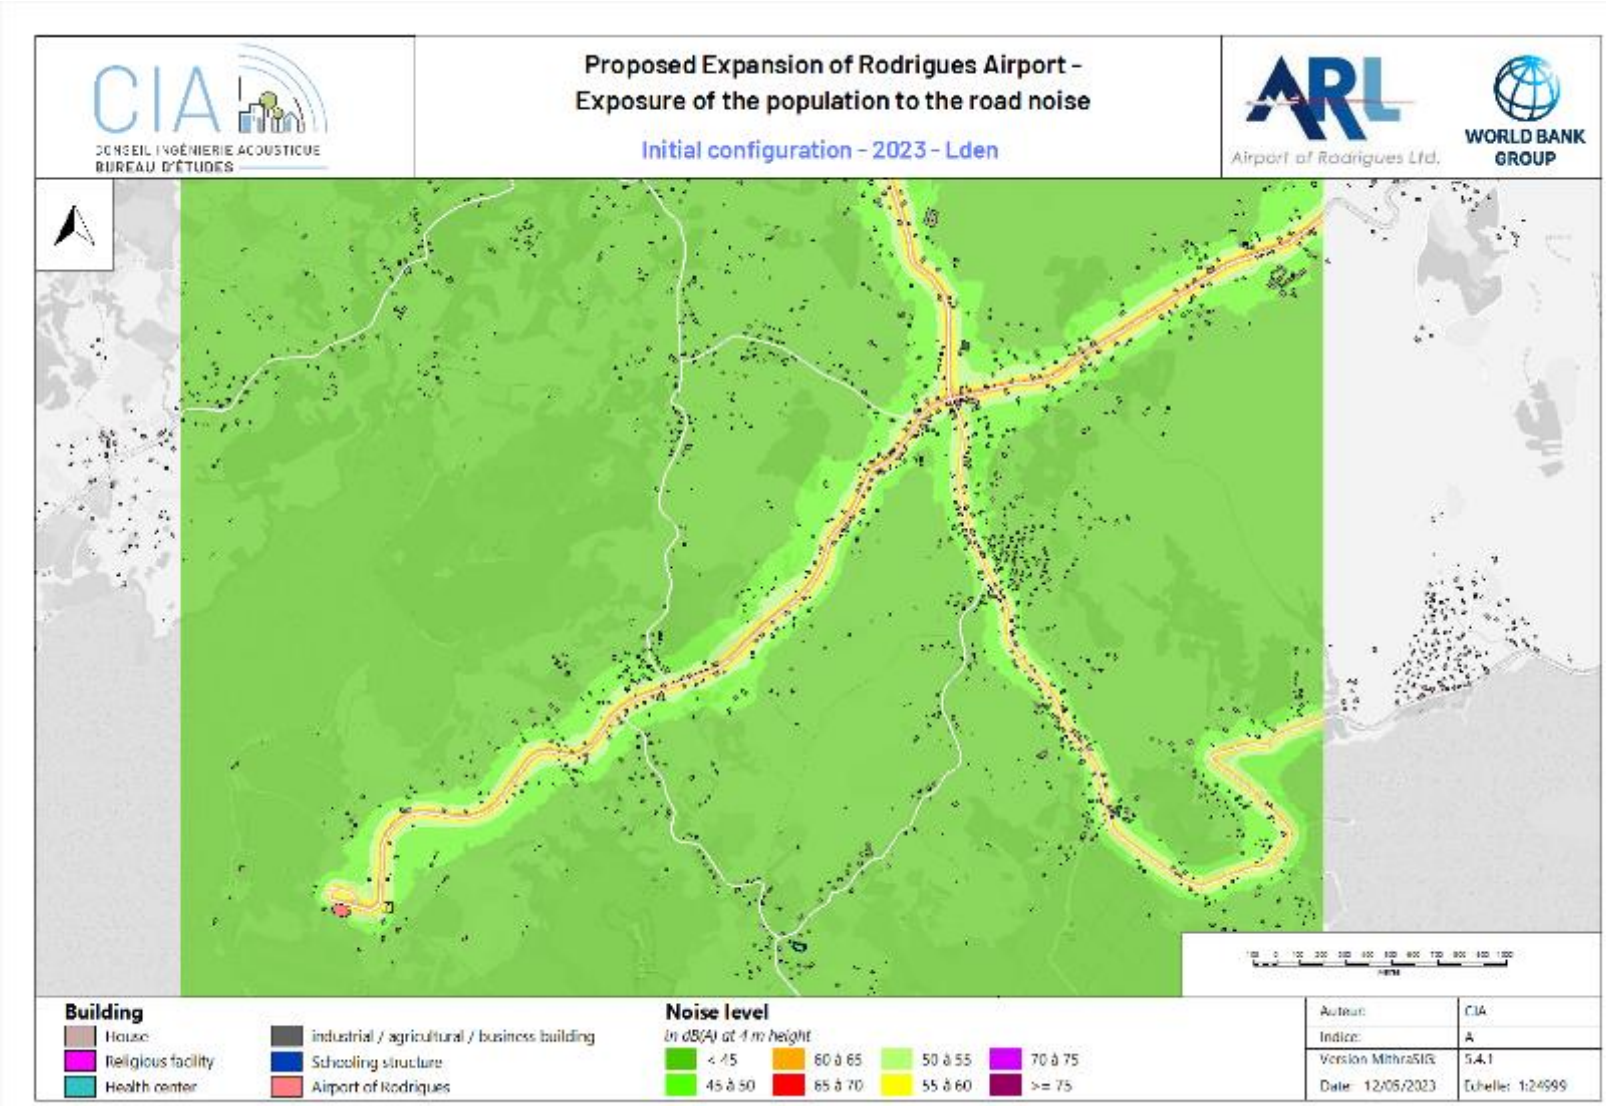 CIA
CONSEIL INGÉNIERIE ACOUSTIQUE
BUREAU D'ÉTUDES
Proposed Expansion of Rodrigues Airport -
Exposure of the population to the road noise
Initial configuration - 2023 - Lden
ARL
Airport of Rodrigues Ltd.
WORLD BANK
GROUP
Building
House
Religious facility
Health center
industrial / agricultural / business building
Schooling structure
Airport of Rodrigues
Noise level
in dB(A) at 4 m height
< 45
45 à 50
60 à 65
65 à 70
50 à 55
55 à 60
70 à 75
>= 75
Auteur: CIA
Indice: A
Version MithraSIG: 5.4.1
Date: 12/05/2023 Echelle: 1:24999